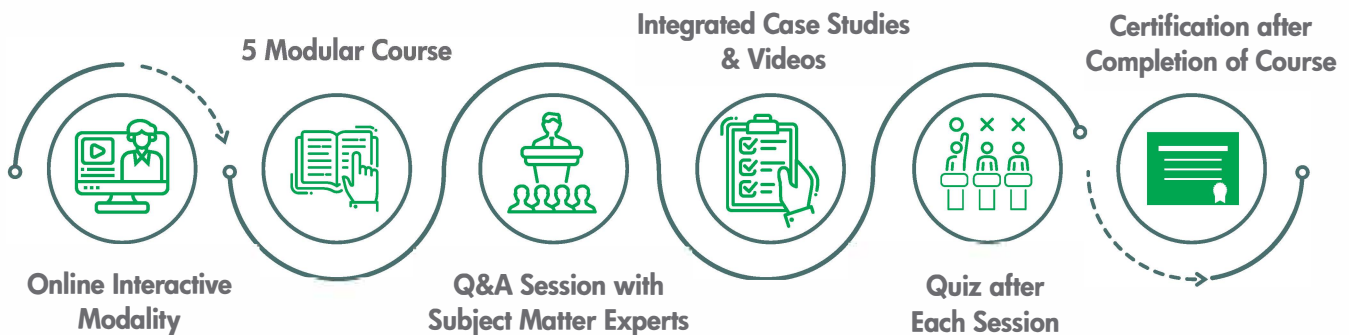 Online Interactive
Modality
5 Modular Course
Q&A Session with
Subject Matter Experts
Integrated Case Studies
& Videos
Quiz after
Each Session
Certification after
Completion of Course